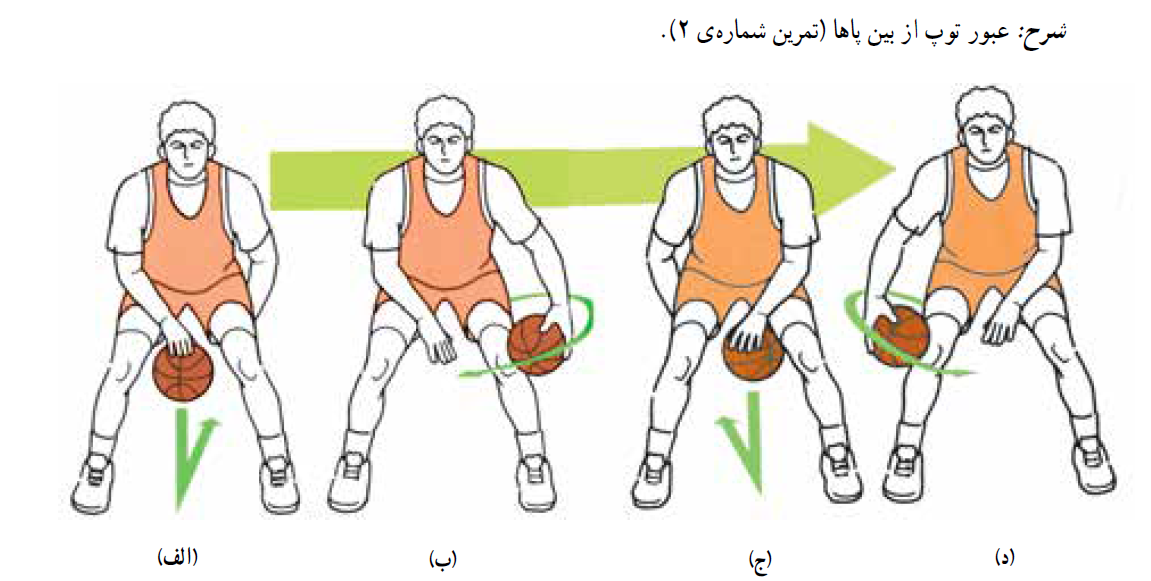 شرح: عبور توپ از بین پاها (تمرین شماره‌ی ۲).
(الف) (ب) (ج) (د)